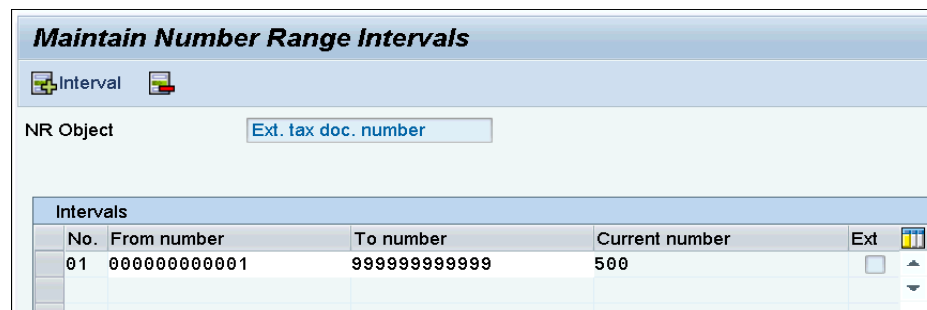 Maintain Number Range Intervals
Interval
NR Object Ext. tax doc. number
Intervals
No. From number To number Current number Ext
01 000000000001 999999999999 500